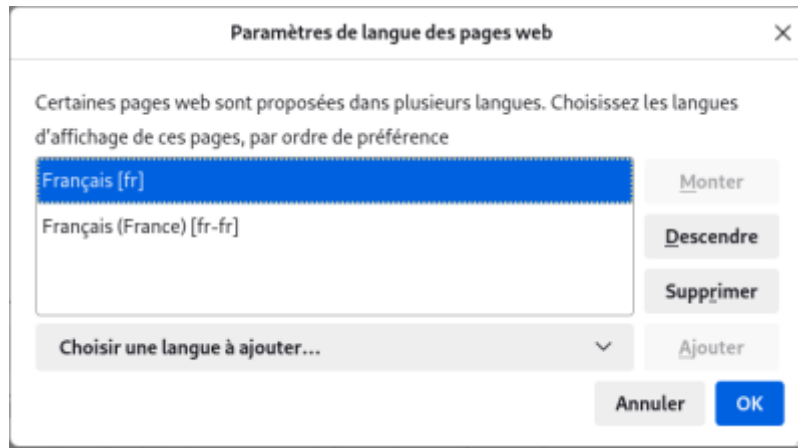 Paramètres de langue des pages web
Certaines pages web sont proposées dans plusieurs langues. Choisissez les langues
d'affichage de ces pages, par ordre de préférence
Français [fr]
Monter
Français (France) [fr-fr]
Descendre
Supprimer
Choisir une langue à ajouter...
Ajouter
Annuler
OK